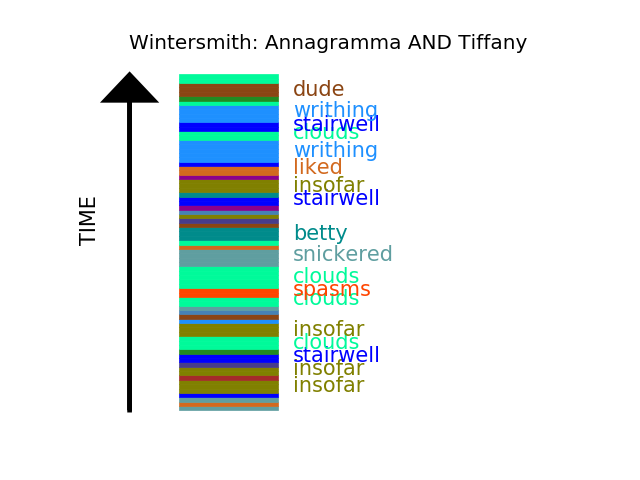 Wintersmith: Annagramma AND Tiffany
dude
writhing
stairwell
clouds
writhing
liked
insofar
stairwell
betty
snickered
clouds
spasms
clouds
insofar
clouds
stairwell
insofar
insofar
TIME